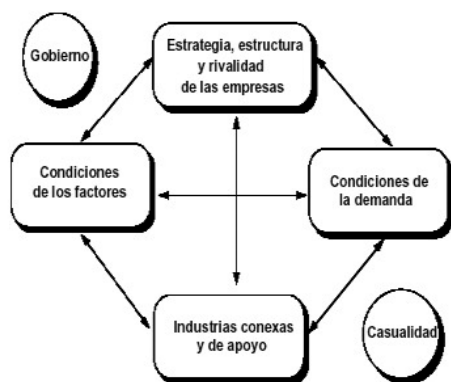 Gobierno
Estrategia, estructura
y rivalidad
de las empresas
Condiciones
de los factores
Condiciones de
la demanda
Industrias conexas
y de apoyo
Casualidad